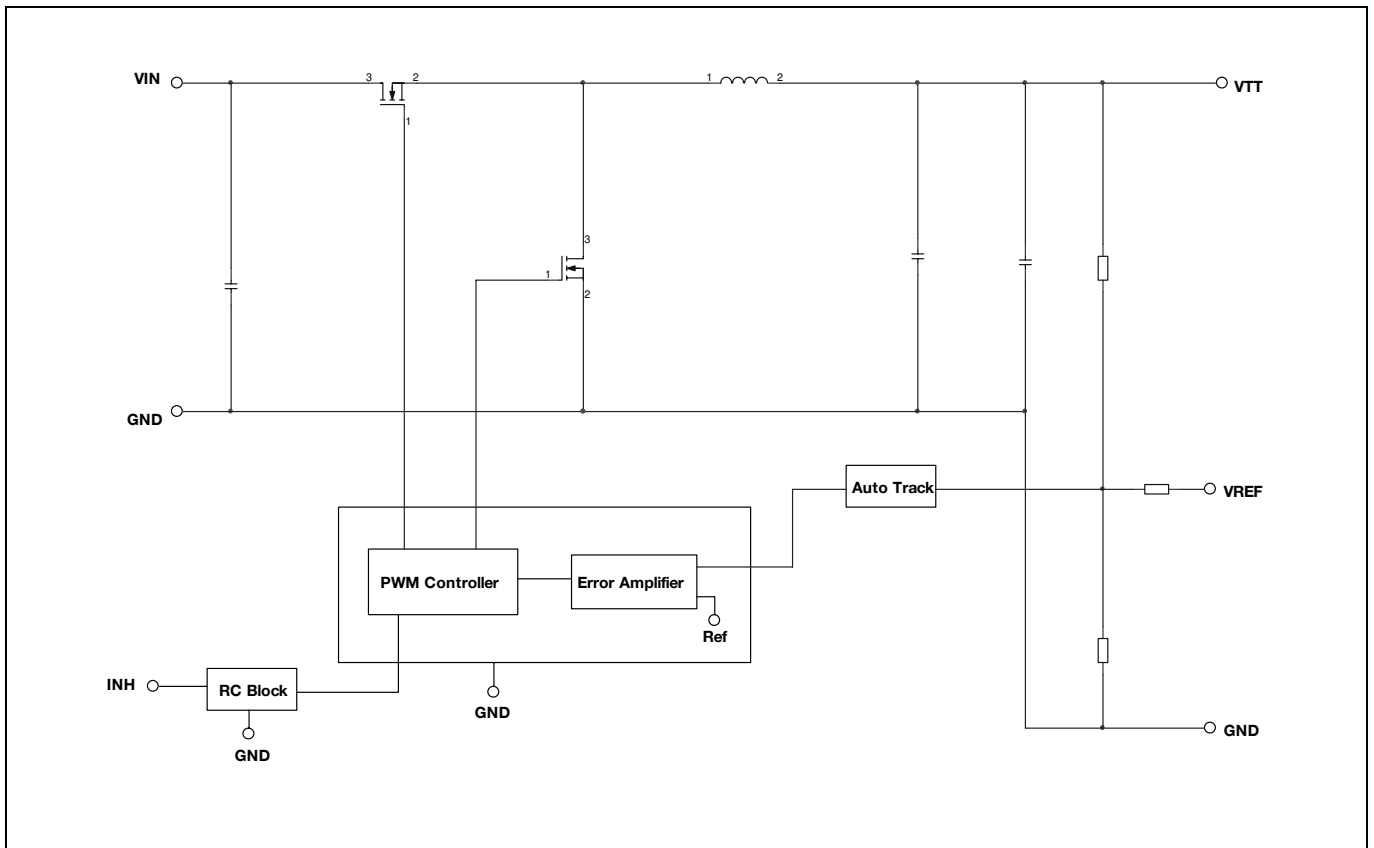 VIN
3
2
1
2
VTT
1
3
1
2
GND
Auto Track
VREF
PWM Controller
Error Amplifier
Ref
INH
RC Block
GND
GND
GND